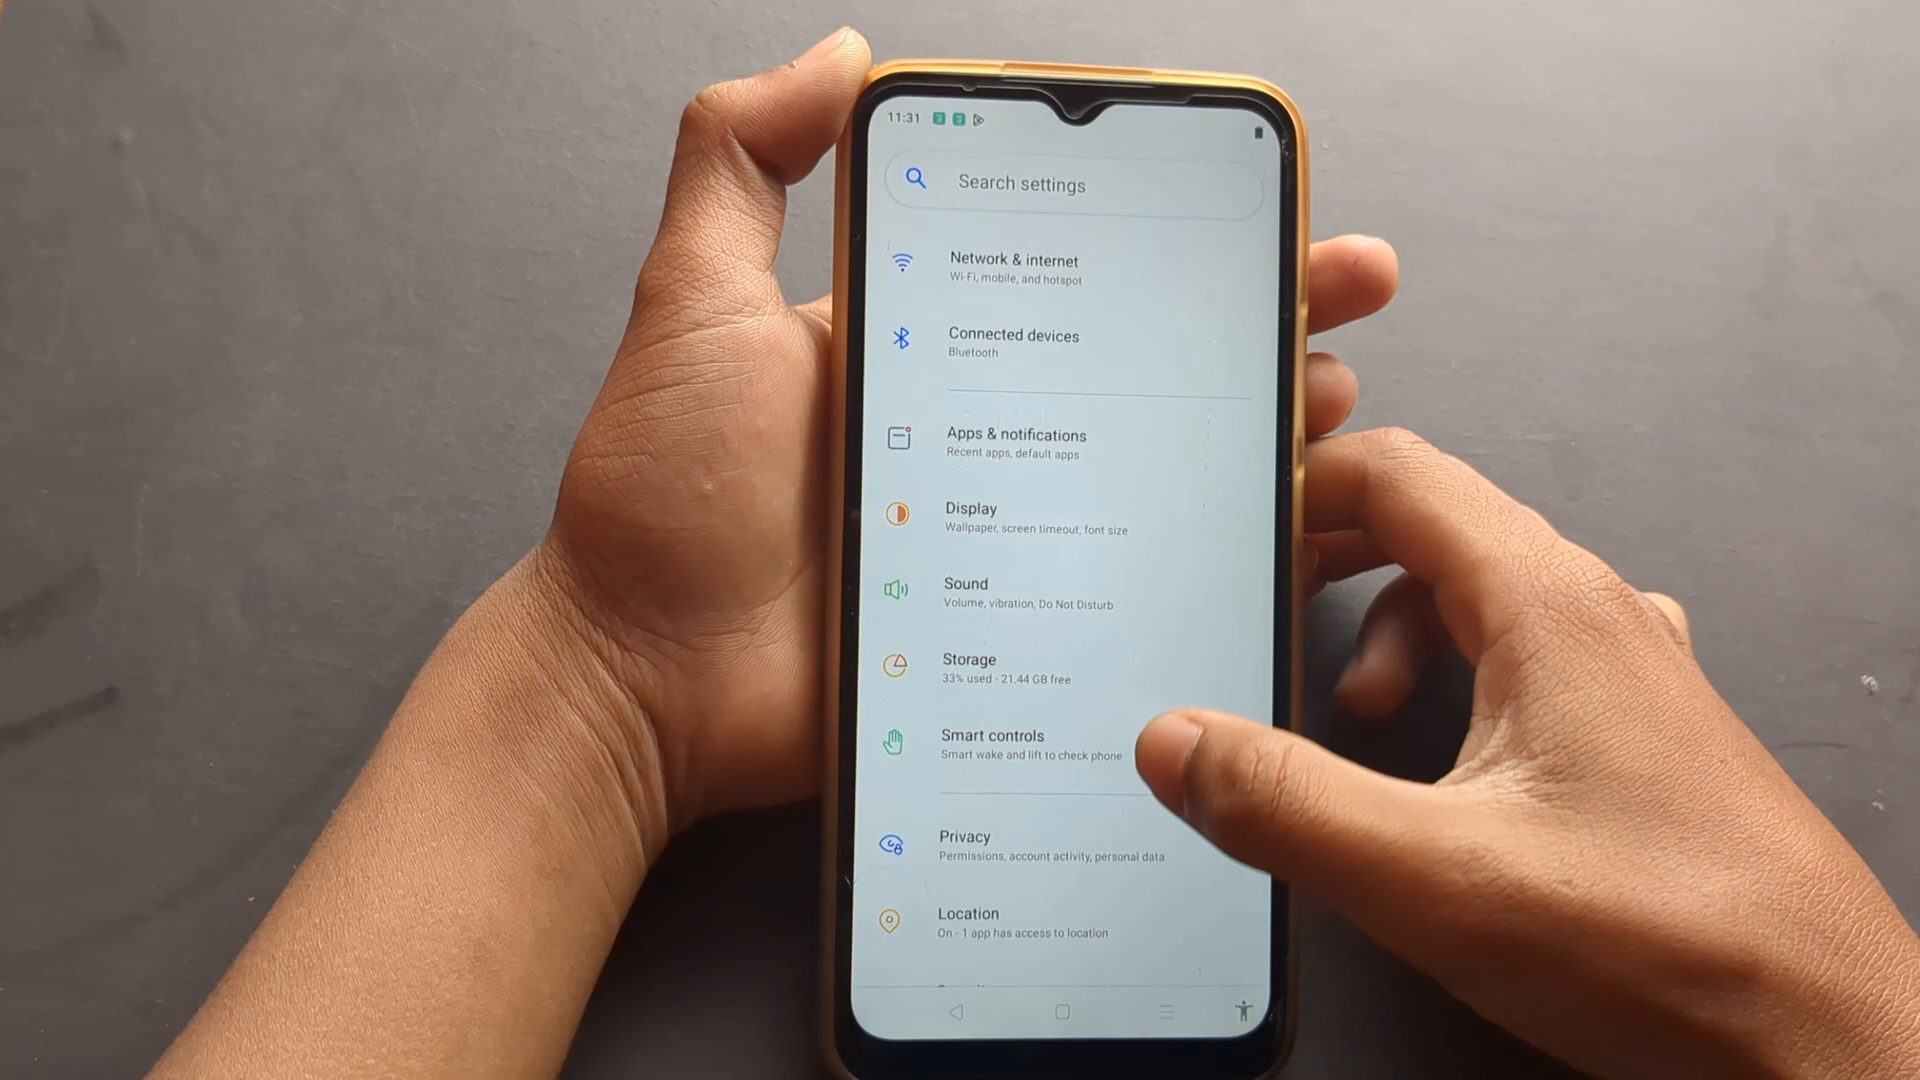 11:31
Search settings
Network & internet
Wi-Fi, mobile, and hotspot
Connected devices
Bluetooth
Apps & notifications
Recent apps, default apps
Display
Wallpaper, screen timeout, font size
Sound
Volume, vibration, Do Not Disturb
Storage
33% used - 21.44 GB free
Smart controls
Smart wake and lift to check phone
Privacy
Permissions, account activity, personal data
Location
On - 1 app has access to location